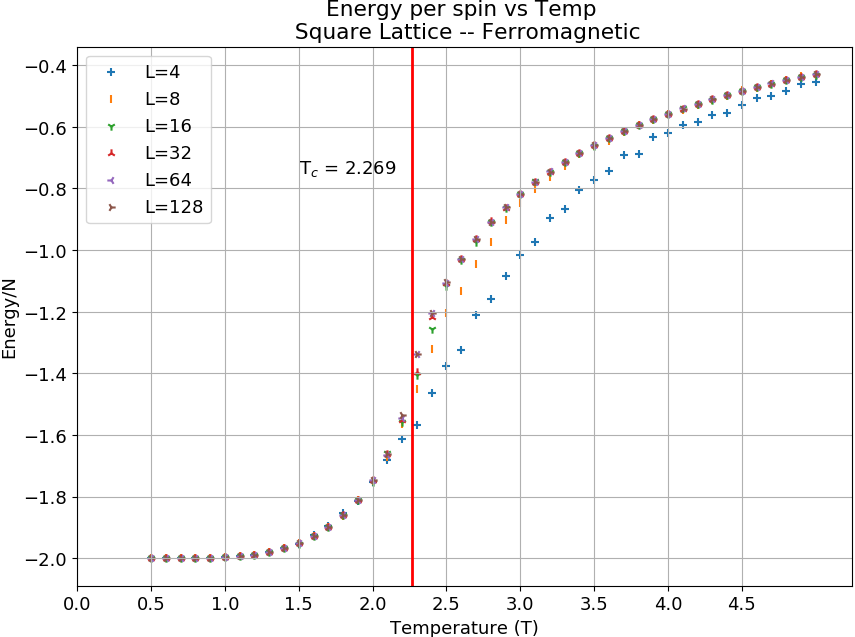 Energy per spin vs Temp
Square Lattice -- Ferromagnetic
L=4
L=8
L=16
L=32
L=64
L=128
T_c = 2.269
Energy/N
−0.4
−0.6
−0.8
−1.0
−1.2
−1.4
−1.6
−1.8
−2.0
0.0 0.5 1.0 1.5 2.0 2.5 3.0 3.5 4.0 4.5
Temperature (T)